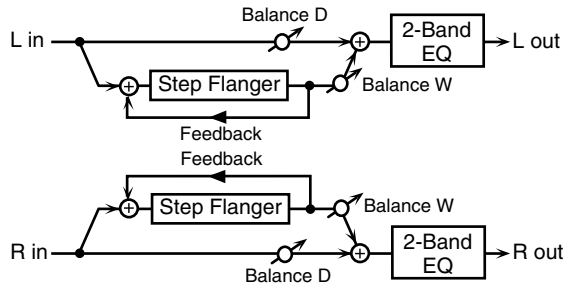 Balance D
L in
2-Band
EQ
L out
Step Flanger
Balance W
Feedback
Feedback
Step Flanger
Balance W
R in
2-Band
EQ
R out
Balance D